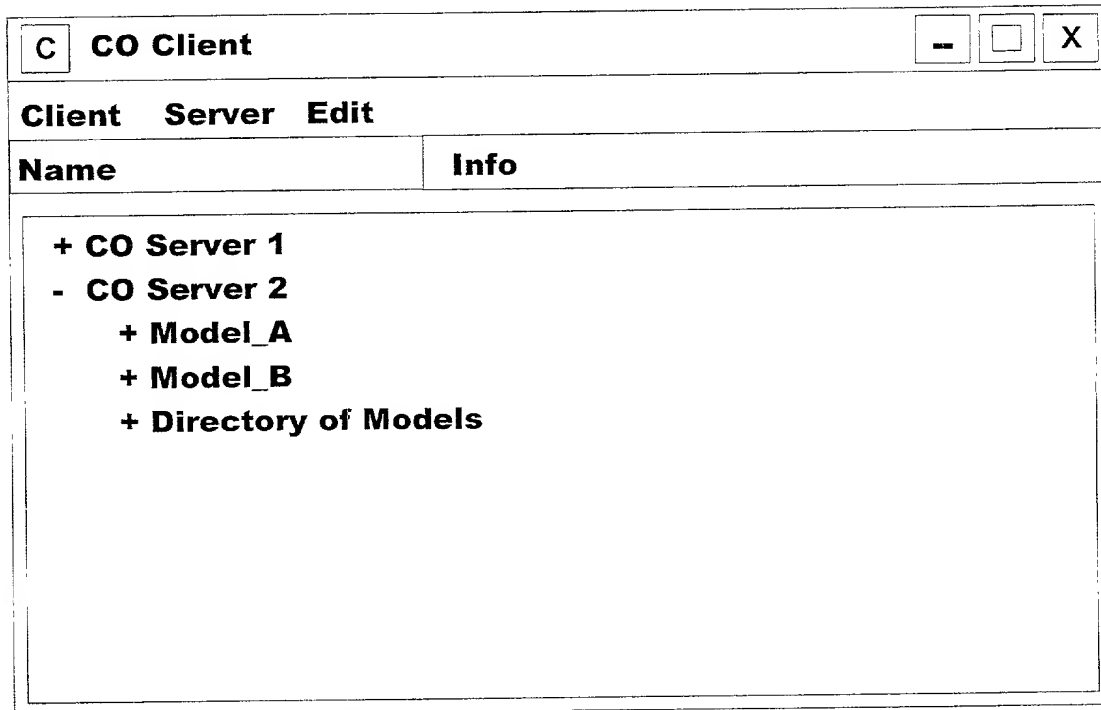 C CO Client -- X
Client Server Edit
Name Info
+ CO Server 1
- CO Server 2
+ Model_A
+ Model_B
+ Directory of Models